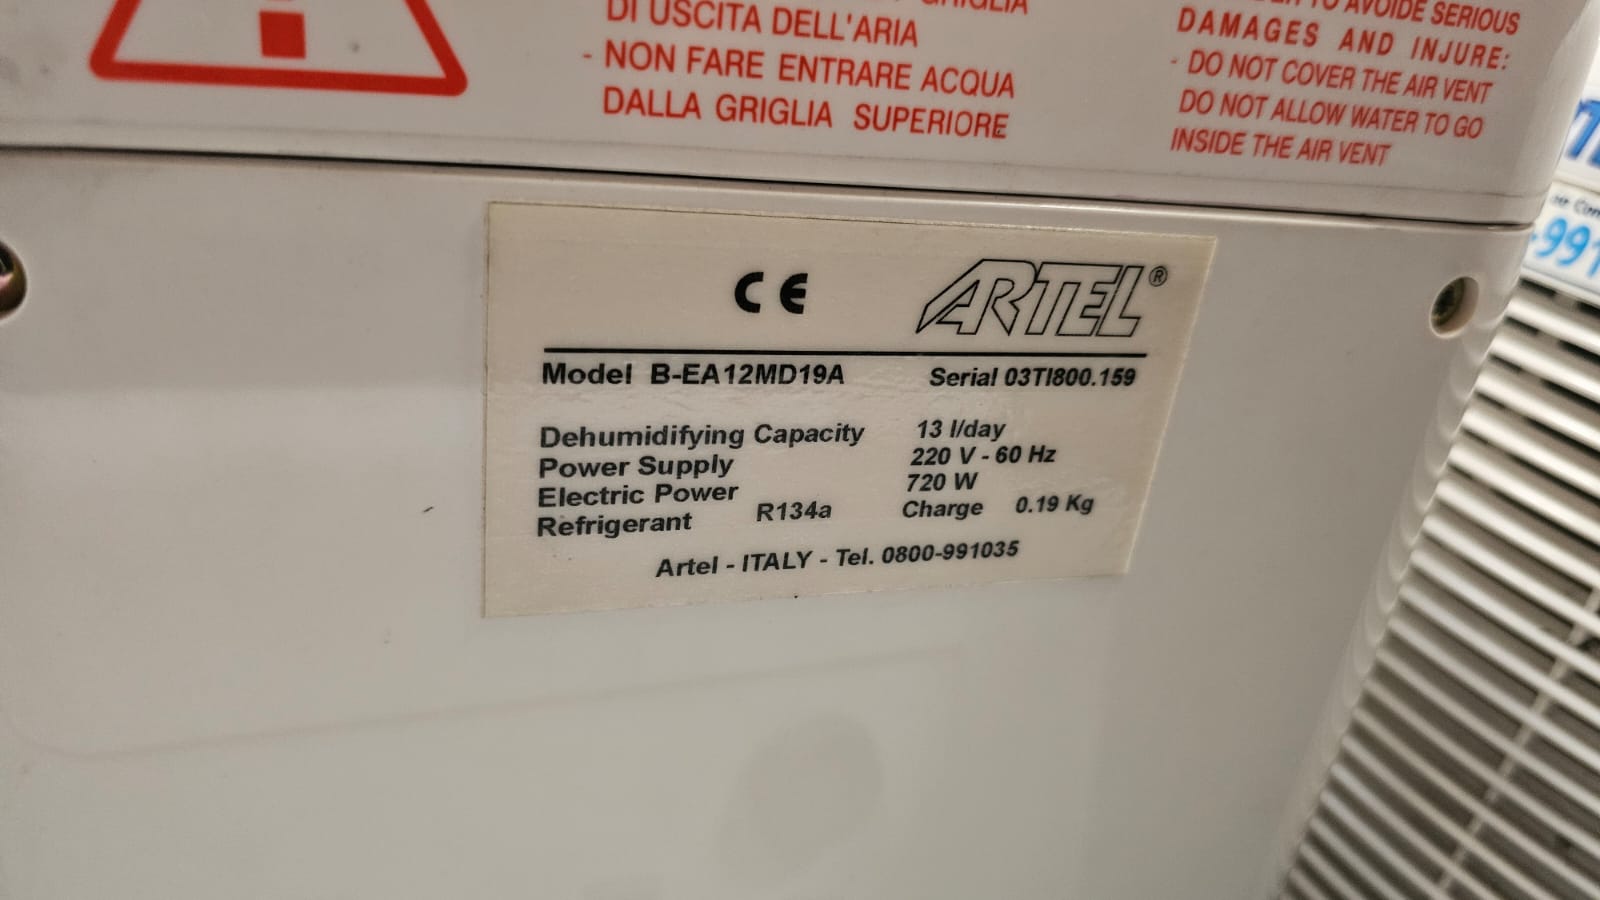 DI USCITA DELL'ARIA
- NON FARE ENTRARE ACQUA
DALLA GRIGLIA SUPERIORE
AVOIDE SERIOUS
DAMAGES AND INJURE:
- DO NOT COVER THE AIR VENT
DO NOT ALLOW WATER TO GO
INSIDE THE AIR VENT
CE ARTEL®
Model B-EA12MD19A Serial 03TI800.159
Dehumidifying Capacity 13 l/day
Power Supply 220 V - 60 Hz
Electric Power 720 W
Refrigerant R134a Charge 0.19 Kg
Artel - ITALY - Tel. 0800-991035